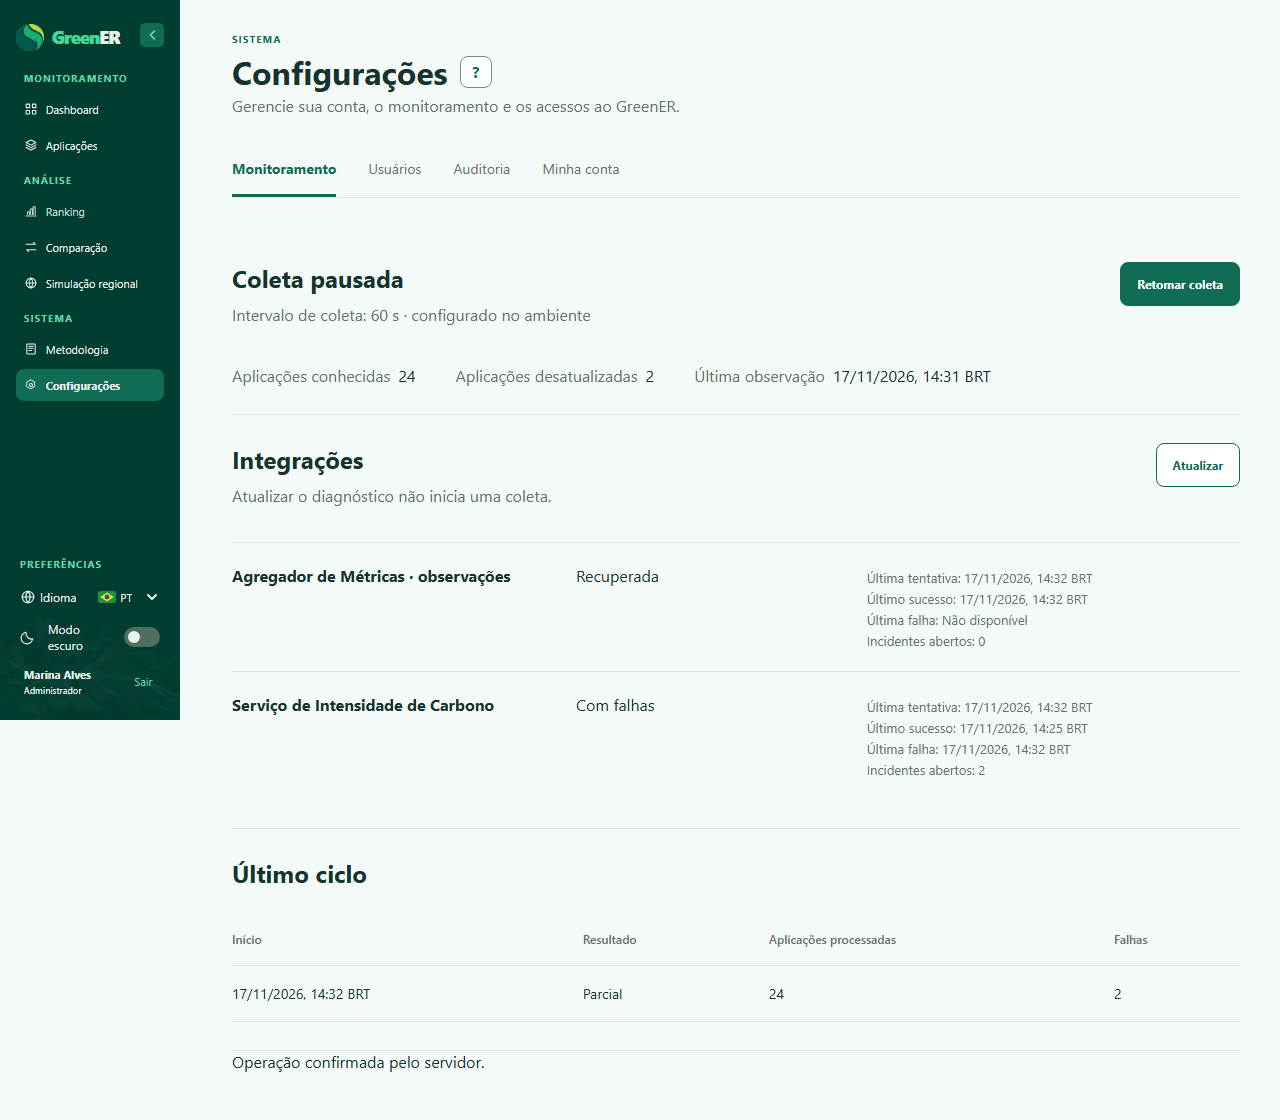 GreenER
MONITORAMENTO
Dashboard
Aplicações
ANÁLISE
Ranking
Comparação
Simulação regional
SISTEMA
Metodologia
Configurações
PREFERÊNCIAS
Idioma PT
Modo
escuro
Marina Alves
Administrador
Sair
SISTEMA
Configurações ?
Gerencie sua conta, o monitoramento e os acessos ao GreenER.
Monitoramento Usuários Auditoria Minha conta
Coleta pausada
Retomar coleta
Intervalo de coleta: 60 s · configurado no ambiente
Aplicações conhecidas 24 Aplicações desatualizadas 2 Última observação 17/11/2026, 14:31 BRT
Integrações
Atualizar
Atualizar o diagnóstico não inicia uma coleta.
Agregador de Métricas · observações Recuperada
Última tentativa: 17/11/2026, 14:32 BRT
Último sucesso: 17/11/2026, 14:32 BRT
Última falha: Não disponível
Incidentes abertos: 0
Serviço de Intensidade de Carbono Com falhas
Última tentativa: 17/11/2026, 14:32 BRT
Último sucesso: 17/11/2026, 14:25 BRT
Última falha: 17/11/2026, 14:32 BRT
Incidentes abertos: 2
Último ciclo
Início Resultado Aplicações processadas Falhas
17/11/2026, 14:32 BRT Parcial 24 2
Operação confirmada pelo servidor.